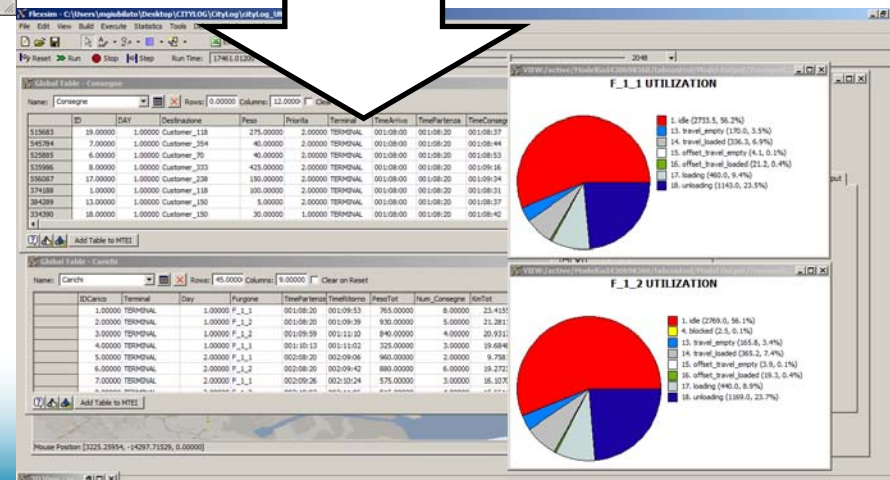 Flexsim - C:\Users\mgiubilato\Desktop\CITYLOG\CityLog\cityLog_UN
File Edit View Build Execute Statistics Tools
Reset Run Stop Step Run Time: 17461.01200 2048
Global Table - Consegne
Name: Consegne Rows: 0.00000 Columns: 12.00000
ID DAY Destinazione Peso Priorita Terminal TimeArrivo TimePartenza TimeConseg
515683 19.00000 1.00000 Customer_118 275.00000 2.00000 TERMINAL 001:08:00 001:08:20 001:08:37
545784 7.00000 1.00000 Customer_354 40.00000 2.00000 TERMINAL 001:08:00 001:08:20 001:08:44
525885 6.00000 1.00000 Customer_70 40.00000 2.00000 TERMINAL 001:08:00 001:08:20 001:08:53
535986 8.00000 1.00000 Customer_333 425.00000 2.00000 TERMINAL 001:08:00 001:08:20 001:09:16
556087 17.00000 1.00000 Customer_238 150.00000 2.00000 TERMINAL 001:08:00 001:08:20 001:09:34
374188 1.00000 1.00000 Customer_118 100.00000 2.00000 TERMINAL 001:08:00 001:08:20 001:08:31
384289 13.00000 1.00000 Customer_150 5.00000 2.00000 TERMINAL 001:08:00 001:08:20 001:08:37
334390 18.00000 1.00000 Customer_150 30.00000 1.00000 TERMINAL 001:08:00 001:08:20 001:08:42
Add Table to MTEI
Global Table - Carichi
Name: Carichi Rows: 45.00000 Columns: 9.00000 Clear on Reset
IDCarico Terminal Day Furgone TimePartenza TimeRitorno PesoTot Num_Consegne KmTot
1.00000 TERMINAL 1.00000 F_1_1 001:08:20 001:09:53 765.00000 8.00000 23.4155
2.00000 TERMINAL 1.00000 F_1_2 001:08:20 001:09:39 930.00000 5.00000 21.281
3.00000 TERMINAL 1.00000 F_1_2 001:09:59 001:11:10 840.00000 4.00000 20.931
4.00000 TERMINAL 1.00000 F_1_1 001:10:13 001:11:02 325.00000 3.00000 19.684
5.00000 TERMINAL 2.00000 F_1_1 002:08:20 002:09:06 960.00000 2.00000 9.758
6.00000 TERMINAL 2.00000 F_1_2 002:08:20 002:09:42 880.00000 6.00000 19.272
7.00000 TERMINAL 2.00000 F_1_1 002:09:26 002:10:24 575.00000 3.00000 16.107
Add Table to MTEI
Mouse Position [3225.25954, -14297.71529, 0.00000]
F_1_1 UTILIZATION
1. idle (2733.5, 56.2%)
13. travel_empty (170.0, 3.5%)
14. travel_loaded (336.3, 6.9%)
15. offset_travel_empty (4.1, 0.1%)
16. offset_travel_loaded (21.2, 0.4%)
17. loading (460.0, 9.4%)
18. unloading (1143.0, 23.5%)
F_1_2 UTILIZATION
1. idle (2769.0, 56.1%)
4. blocked (2.5, 0.1%)
13. travel_empty (165.8, 3.4%)
14. travel_loaded (365.2, 7.4%)
15. offset_travel_empty (3.9, 0.1%)
16. offset_travel_loaded (19.3, 0.4%)
17. loading (440.0, 8.9%)
18. unloading (1169.0, 23.7%)